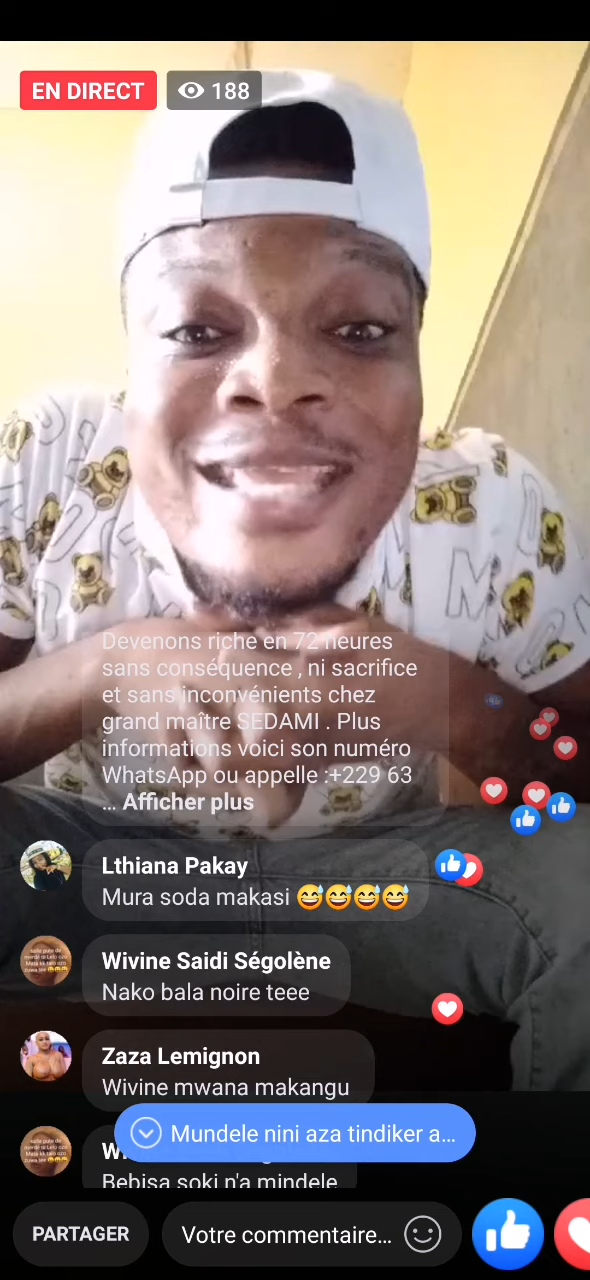 EN DIRECT
188
Devenons riche en 72 heures
sans conséquence , ni sacrifice
et sans inconvénients chez
grand maître SEDAMI . Plus
informations voici son numéro
WhatsApp ou appelle :+229 63
... Afficher plus
Lthiana Pakay
Mura soda makasi 😅😅😅😅
Wivine Saidi Ségolène
Nako bala noire teee
Zaza Lemignon
Wivine mwana makangu
Mundele nini aza tindiker a...
Bebisa soki n'a mindele
PARTAGER
Votre commentaire...